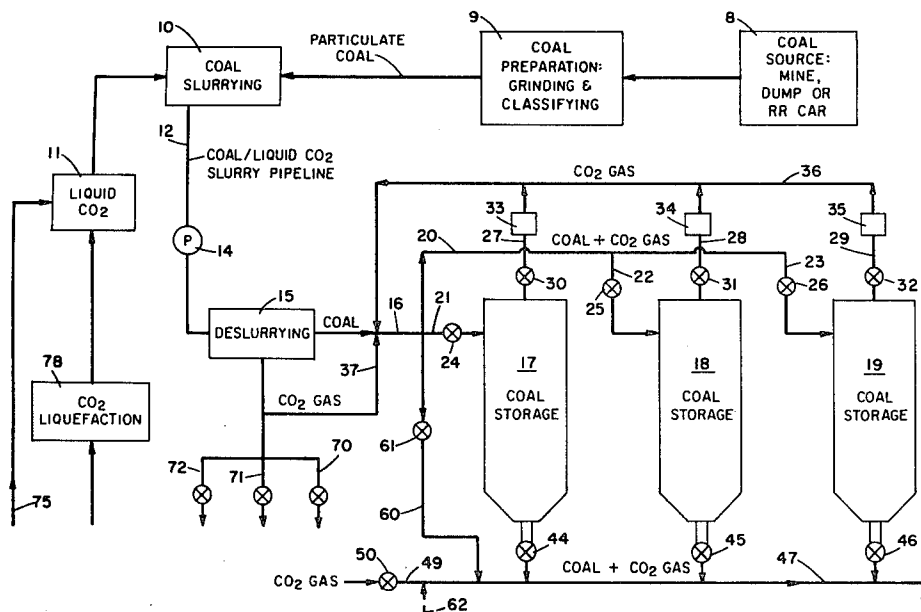 10
COAL
SLURRYING
PARTICULATE
COAL
9
COAL
PREPARATION:
GRINDING &
CLASSIFYING
8
COAL
SOURCE:
MINE,
DUMP OR
RR CAR
12
COAL/LIQUID CO2
SLURRY PIPELINE
11
LIQUID
CO2
P
14
CO2 GAS
36
33
34
35
27
28
29
20
COAL + CO2 GAS
22
23
25
26
30
31
32
15
DESLURRYING
COAL
16
21
24
37
CO2 GAS
17
COAL
STORAGE
18
COAL
STORAGE
19
COAL
STORAGE
78
CO2
LIQUEFACTION
72
71
70
61
60
75
44
45
46
50
49
CO2 GAS
COAL + CO2 GAS
47
62